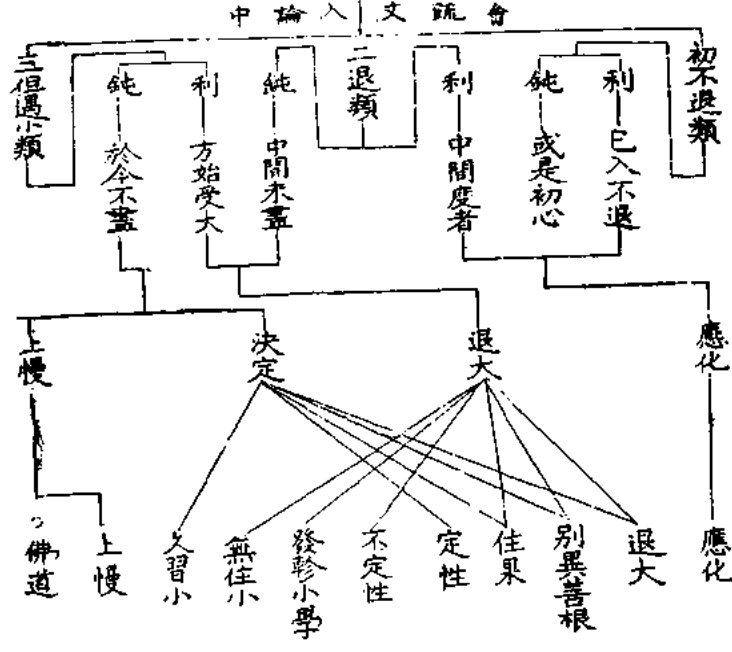 中論入文疏會
初不退類
利
已入不退
鈍
或是初心
二退類
利
中間度者
純
中間未盡
三但遇小類
利
方始受大
鈍
於今不盡
應化
退大
決定
上慢
應化
退大
別異善根
住果
定性
不定性
發軫小學
無住小
久習小
上慢
佛道